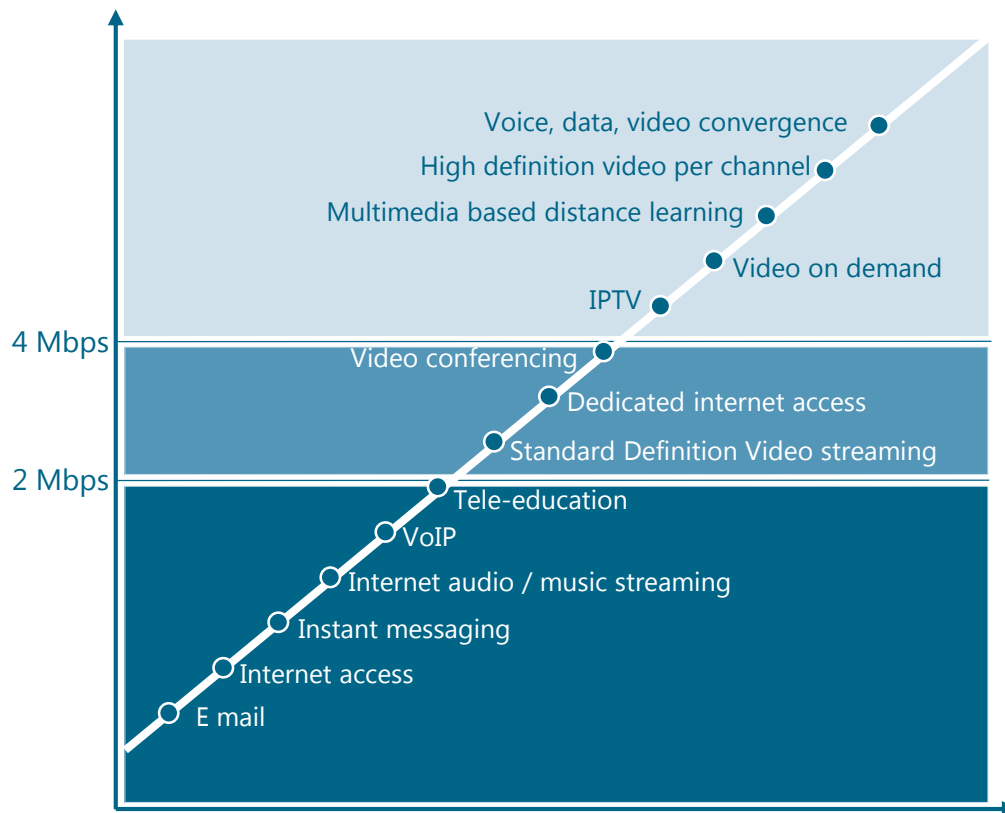 Voice, data, video convergence
High definition video per channel
Multimedia based distance learning
Video on demand
IPTV
4 Mbps
Video conferencing
Dedicated internet access
Standard Definition Video streaming
2 Mbps
Tele-education
VoIP
Internet audio / music streaming
Instant messaging
Internet access
E mail